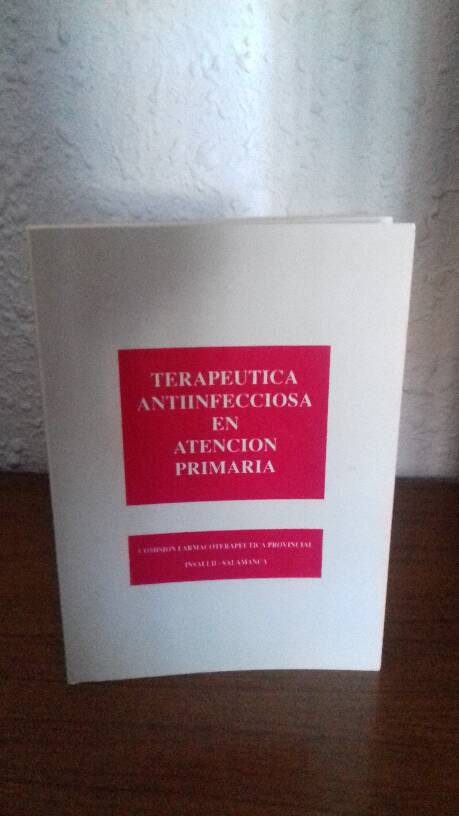 TERAPEUTICA
ANTIINFECCIOSA
EN
ATENCION
PRIMARIA
COMISION FARMACOTERAPEUTICA PROVINCIAL
INSALUD - SALAMANCA